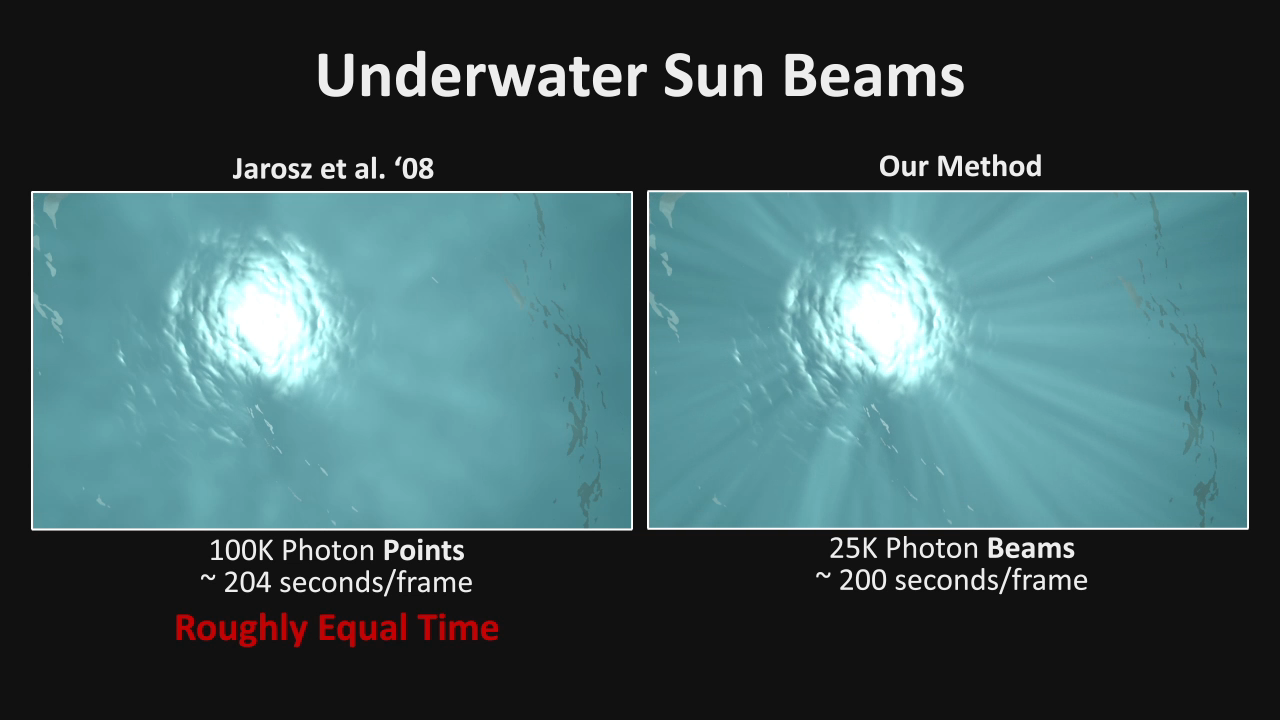 Underwater Sun Beams
Jarosz et al. ‘08
Our Method
100K Photon Points
~ 204 seconds/frame
Roughly Equal Time
25K Photon Beams
~ 200 seconds/frame